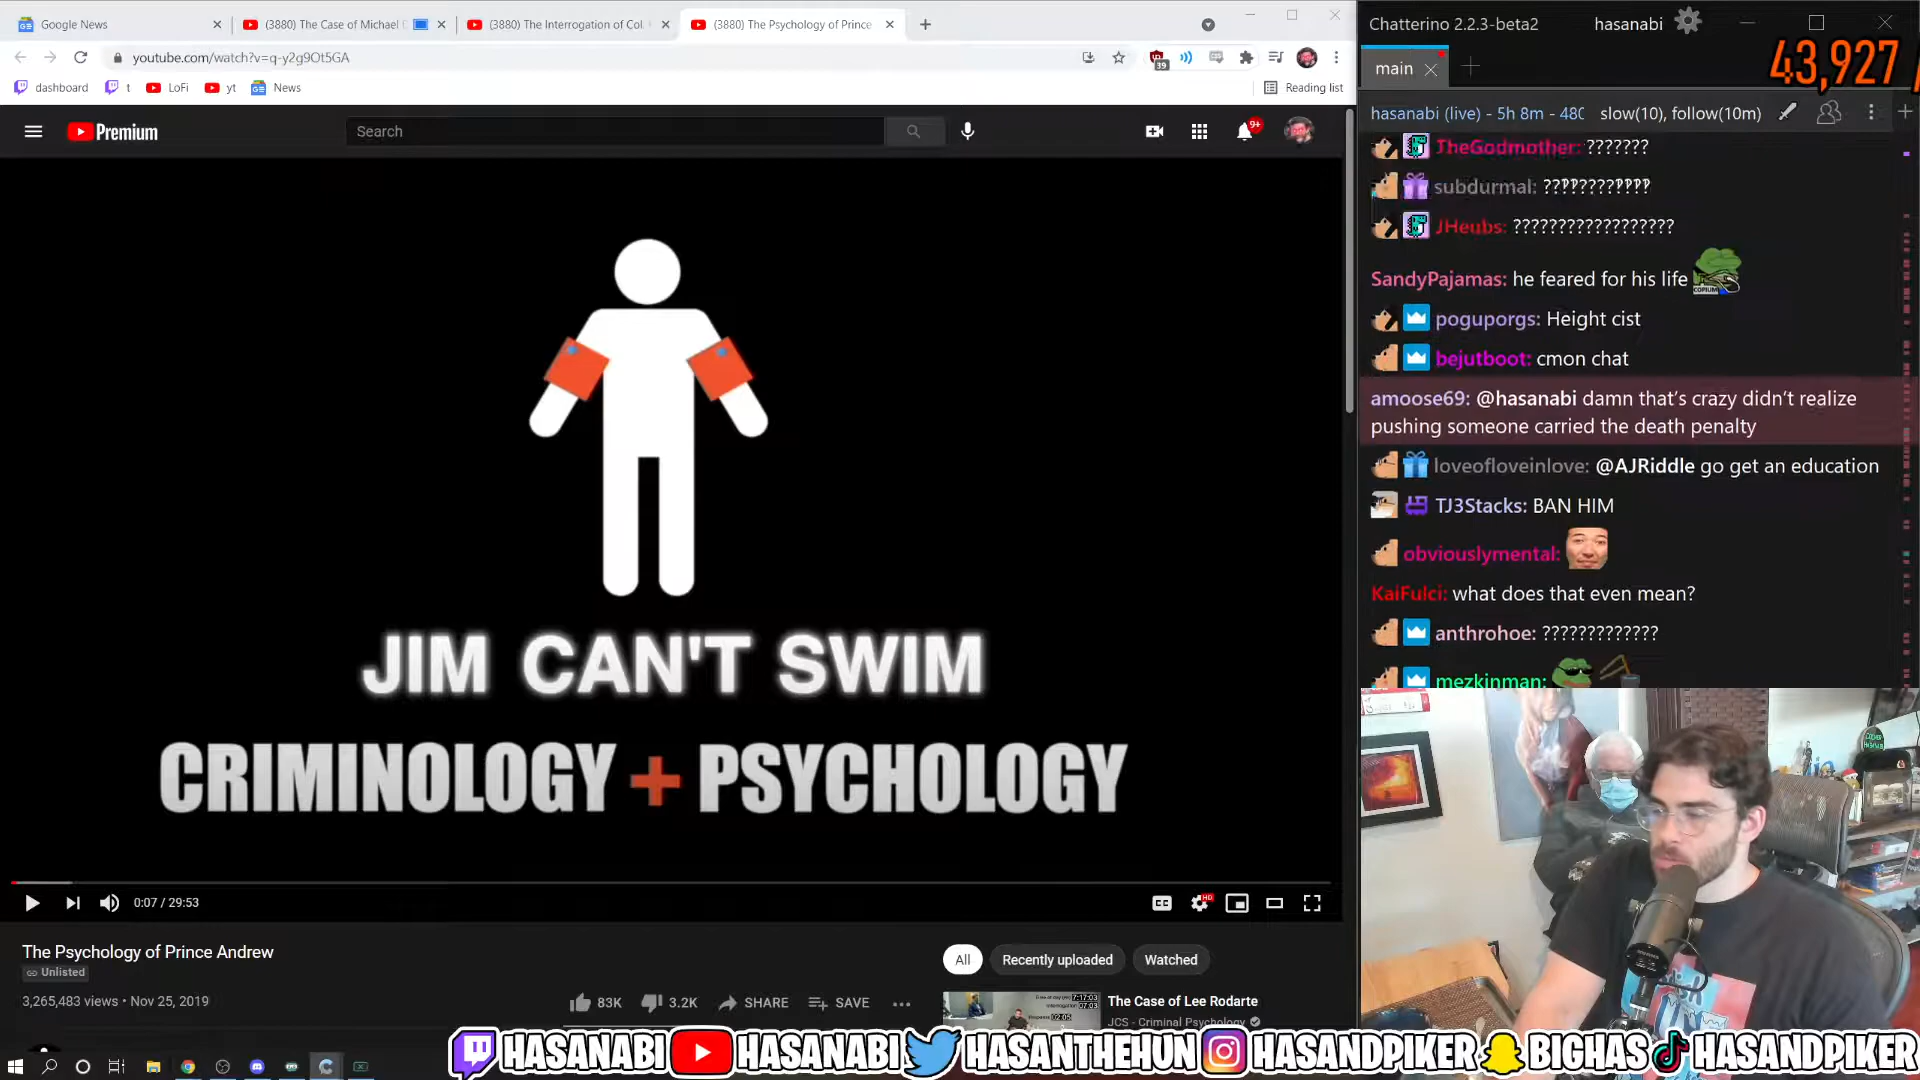 Google News
(3880) The Case of Michael
(3880) The Interrogation of Col
(3880) The Psychology of Prince
youtube.com/watch?v=q-y2g9Ot5GA
39
dashboard
t
LoFi
yt
News
Reading list
Premium
Search
9+
JIM CAN'T SWIM
CRIMINOLOGY + PSYCHOLOGY
0:07 / 29:53
CC
HD
The Psychology of Prince Andrew
Unlisted
3,265,483 views • Nov 25, 2019
83K
3.2K
SHARE
SAVE
All
Recently uploaded
Watched
The Case of Lee Rodarte
JCS - Criminal Psychology
Chatterino 2.2.3-beta2
hasanabi
43,927 /
main
hasanabi (live) - 5h 8m - 480
slow(10), follow(10m)
TheGodmother: ???????
subdurmal: ????????????
JHeubs: ??????????????????
SandyPajamas: he feared for his life
COPIUM
poguporgs: Height cist
bejutboot: cmon chat
amoose69: @hasanabi damn that's crazy didn't realize
pushing someone carried the death penalty
loveofloveinlove: @AJRiddle go get an education
TJ3Stacks: BAN HIM
obviouslymental:
KaiFulci: what does that even mean?
anthrohoe: ?????????????
mezkinman:
HASANABI
HASANABI
HASANTHEHUN
HASANDPIKER
BIGHAS
HASANDPIKER